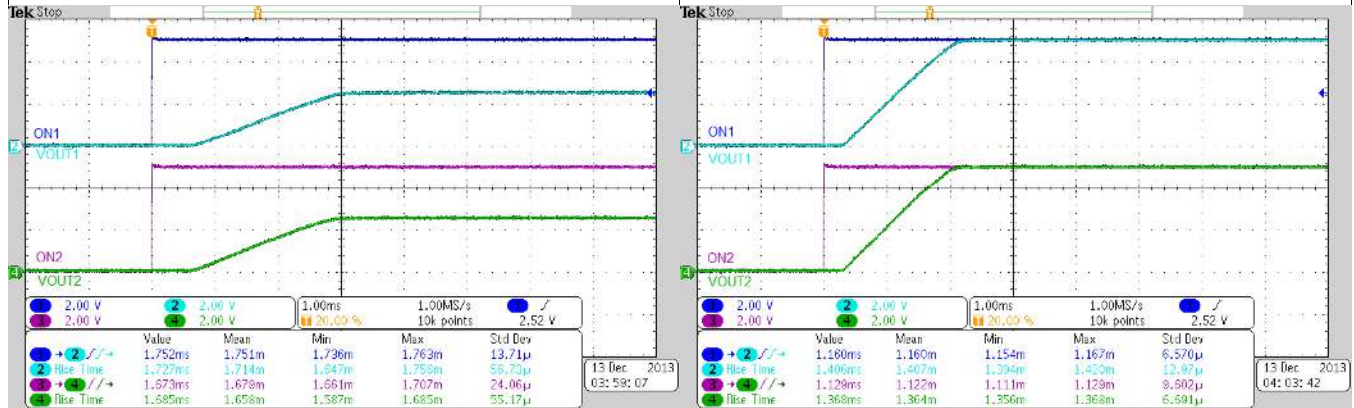 Tek Stop
ON1
VOUT1
ON2
VOUT2
1 2.00 V 2 2.00 V
3 2.00 V 4 2.00 V
1.00ms 1.00MS/s 1
20.00 % 10k points 2.52 V
Value Mean Min Max Std Dev
1 2 1.752ms 1.751m 1.736m 1.763m 13.71µ
2 Rise Time 1.727ms 1.714m 1.647m 1.756m 56.73µ
3 4 1.673ms 1.679m 1.661m 1.707m 24.06µ
4 Rise Time 1.685ms 1.658m 1.587m 1.685m 55.17µ
13 Dec 2013
03:59:07
Tek Stop
ON1
VOUT1
ON2
VOUT2
1 2.00 V 2 2.00 V
3 2.00 V 4 2.00 V
1.00ms 1.00MS/s 1
20.00 % 10k points 2.52 V
Value Mean Min Max Std Dev
1 2 1.160ms 1.160m 1.154m 1.167m 6.570µ
2 Rise Time 1.406ms 1.407m 1.394m 1.420m 12.97µ
3 4 1.129ms 1.122m 1.111m 1.129m 9.602µ
4 Rise Time 1.368ms 1.364m 1.356m 1.368m 6.691µ
13 Dec 2013
04:03:42